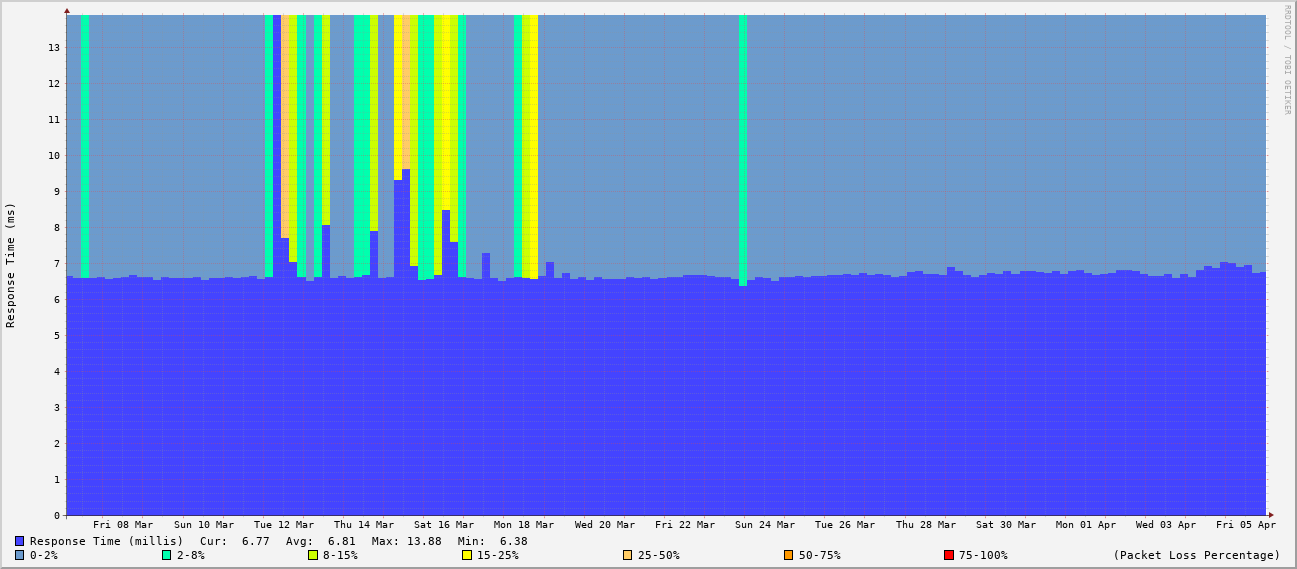 RRDTOOL / TOBI OETIKER
Response Time (ms)
13
12
11
10
9
8
7
6
5
4
3
2
1
0
Fri 08 Mar Sun 10 Mar Tue 12 Mar Thu 14 Mar Sat 16 Mar Mon 18 Mar Wed 20 Mar Fri 22 Mar Sun 24 Mar Tue 26 Mar Thu 28 Mar Sat 30 Mar Mon 01 Apr Wed 03 Apr Fri 05 Apr
Response Time (millis) Cur: 6.77 Avg: 6.81 Max: 13.88 Min: 6.38
0-2% 2-8% 8-15% 15-25% 25-50% 50-75% 75-100% (Packet Loss Percentage)